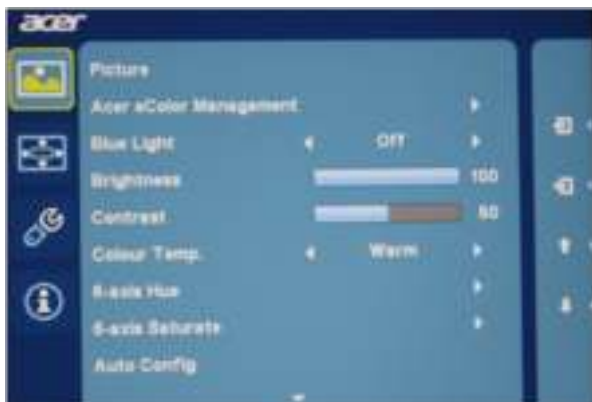 acer
Picture
Acer eColor Management
Blue Light Off
Brightness 100
Contrast 50
Colour Temp. Warm
6-axis Hue
6-axis Saturate
Auto Config